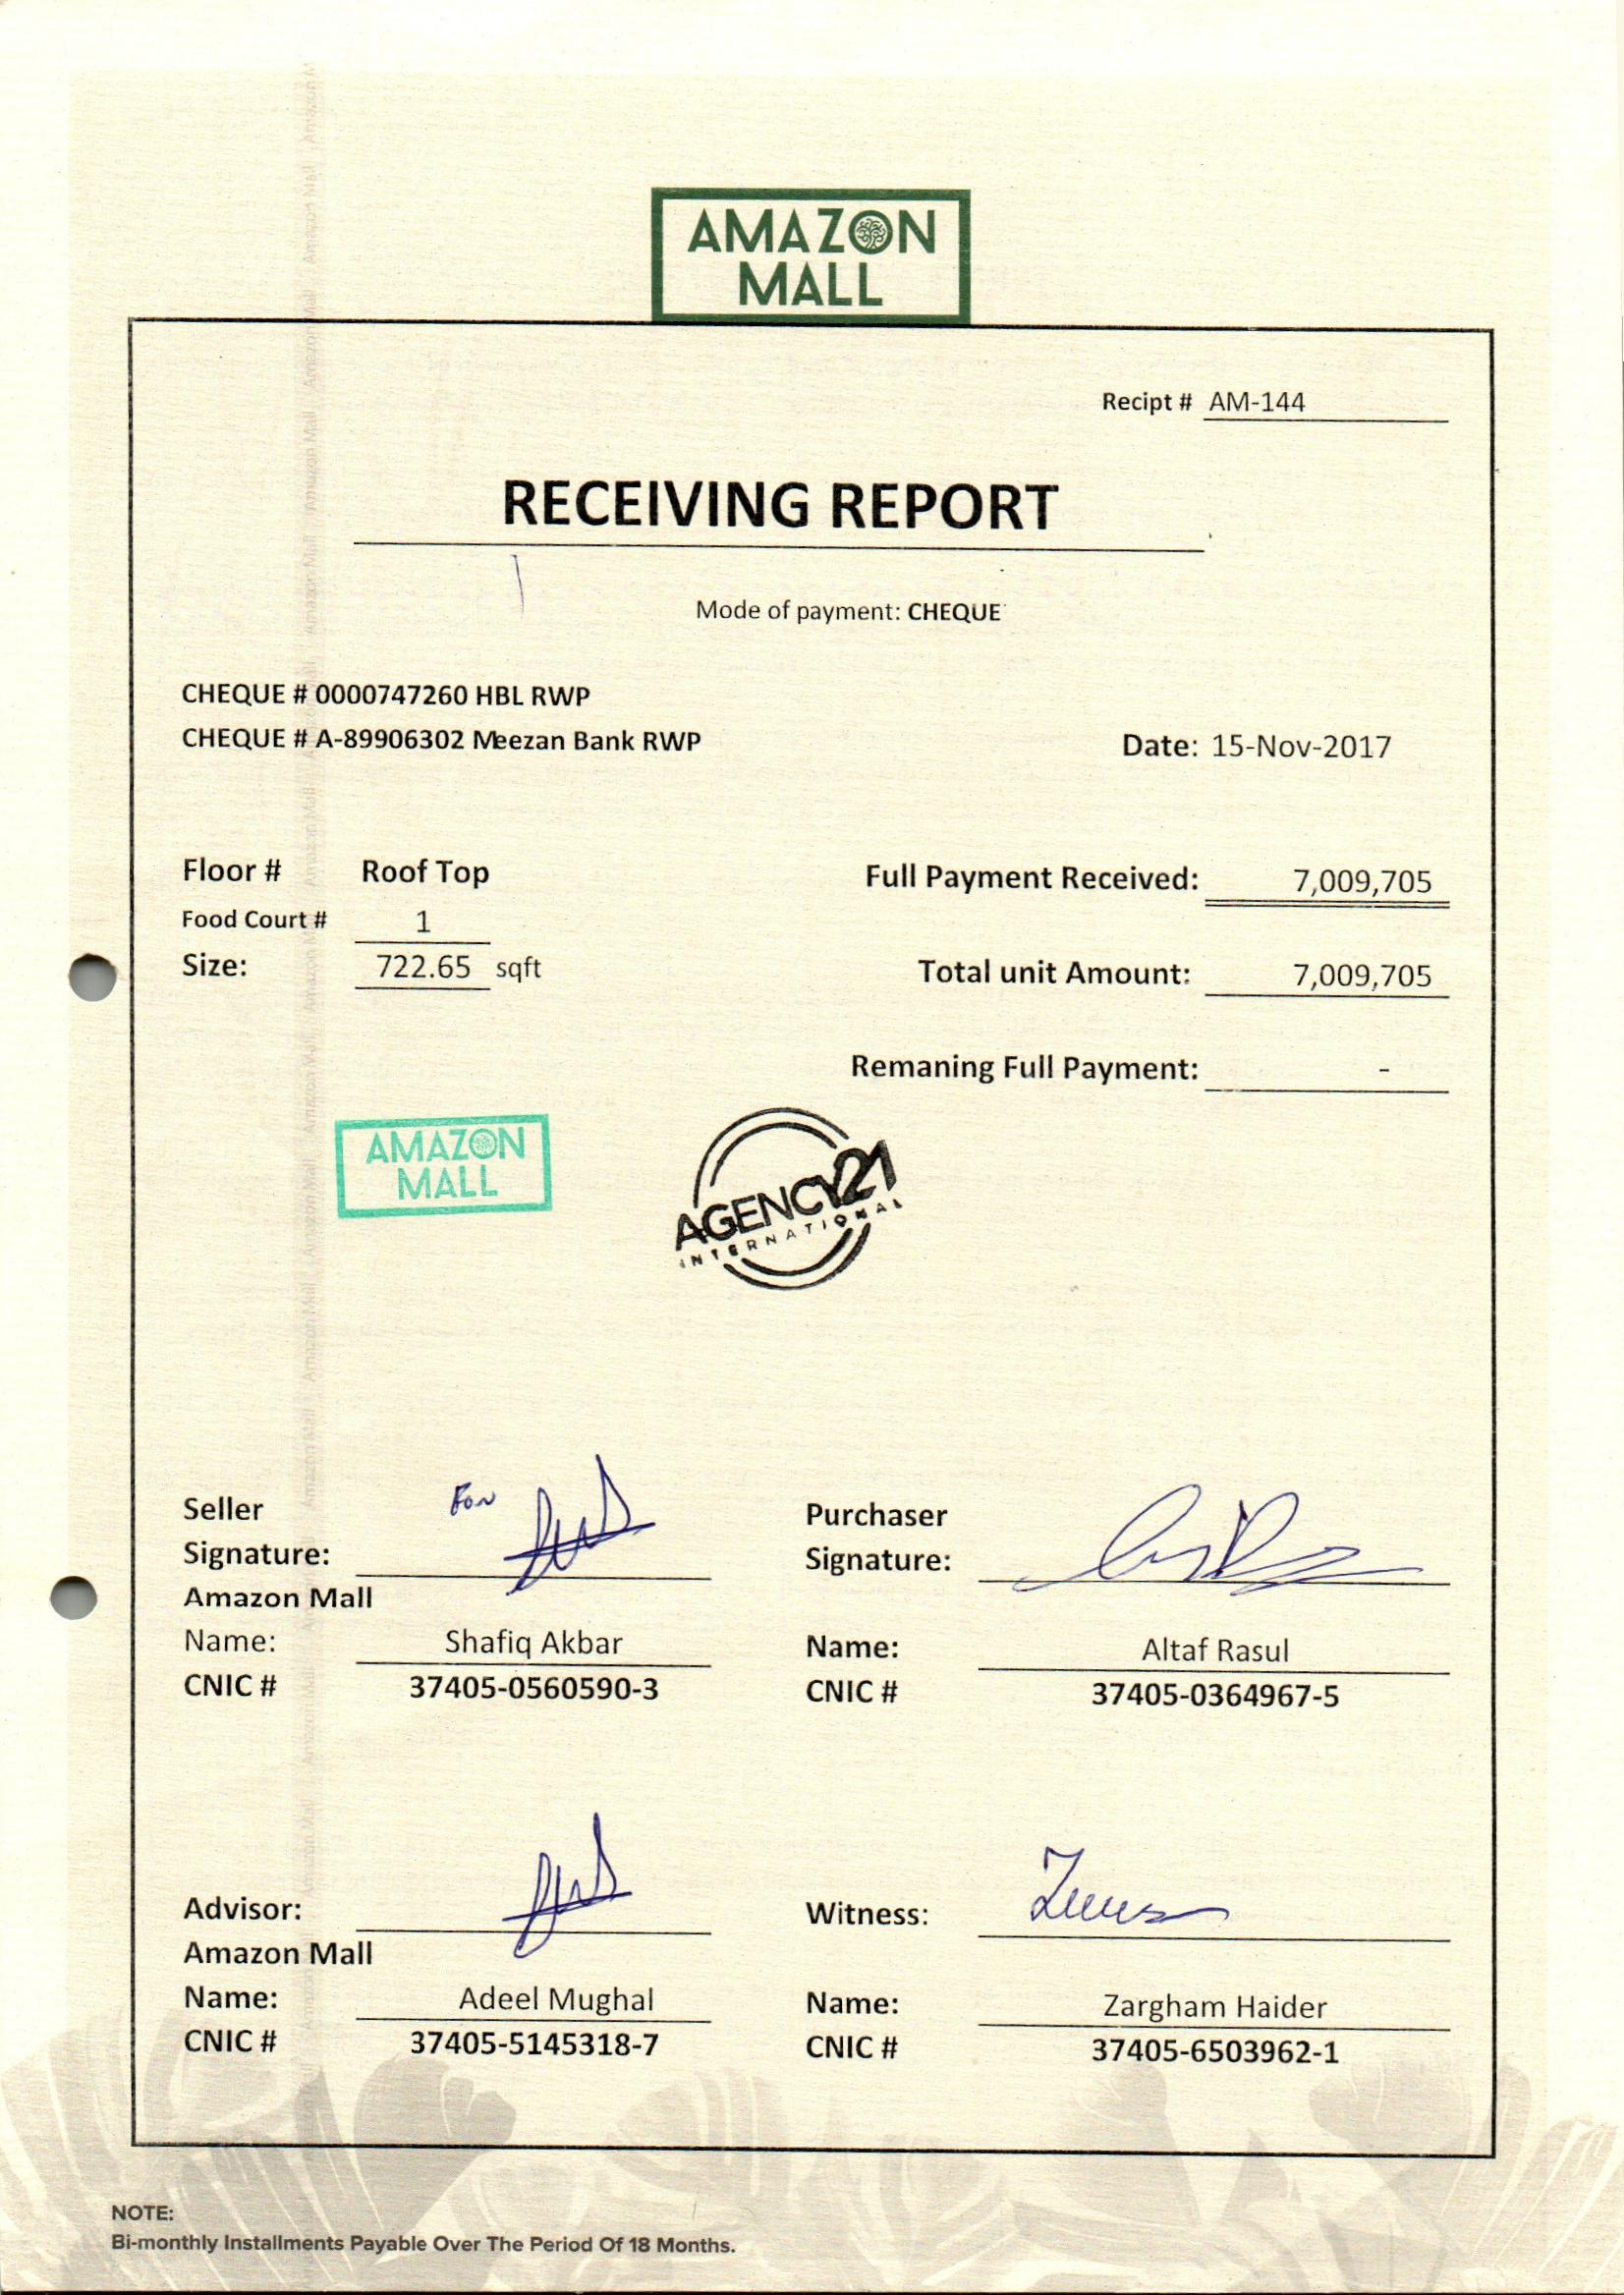 AMAZON
MALL
Recipt # AM-144
RECEIVING REPORT
Mode of payment: CHEQUE
CHEQUE # 0000747260 HBL RWP
CHEQUE # A-89906302 Meezan Bank RWP
Date: 15-Nov-2017
Floor # Roof Top
Full Payment Received: 7,009,705
Food Court # 1
Size: 722.65 sqft
Total unit Amount: 7,009,705
Remaning Full Payment: -
AMAZON
MALL
AGENCY21
INTERNATIONAL
Seller
Signature:
For
Amazon Mall
Name: Shafiq Akbar
CNIC # 37405-0560590-3
Purchaser
Signature:
Name: Altaf Rasul
CNIC # 37405-0364967-5
Advisor:
Amazon Mall
Name: Adeel Mughal
CNIC # 37405-5145318-7
Witness:
Name: Zargham Haider
CNIC # 37405-6503962-1
NOTE:
Bi-monthly Installments Payable Over The Period Of 18 Months.